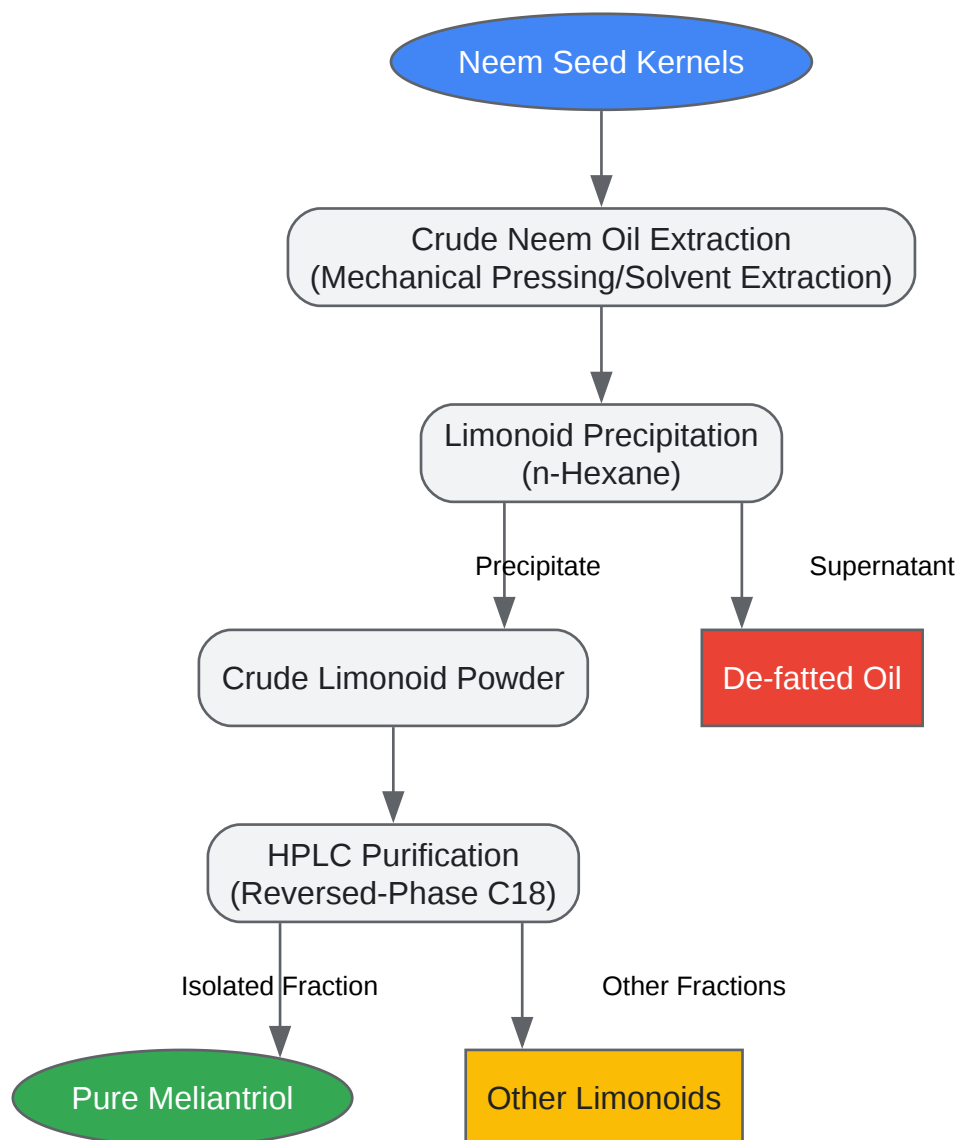 Neem Seed Kernels
Crude Neem Oil Extraction
(Mechanical Pressing/Solvent Extraction)
Limonoid Precipitation
(n-Hexane)
Precipitate
Supernatant
Crude Limonoid Powder
De-fatted Oil
HPLC Purification
(Reversed-Phase C18)
Isolated Fraction
Other Fractions
Pure Meliantriol
Other Limonoids